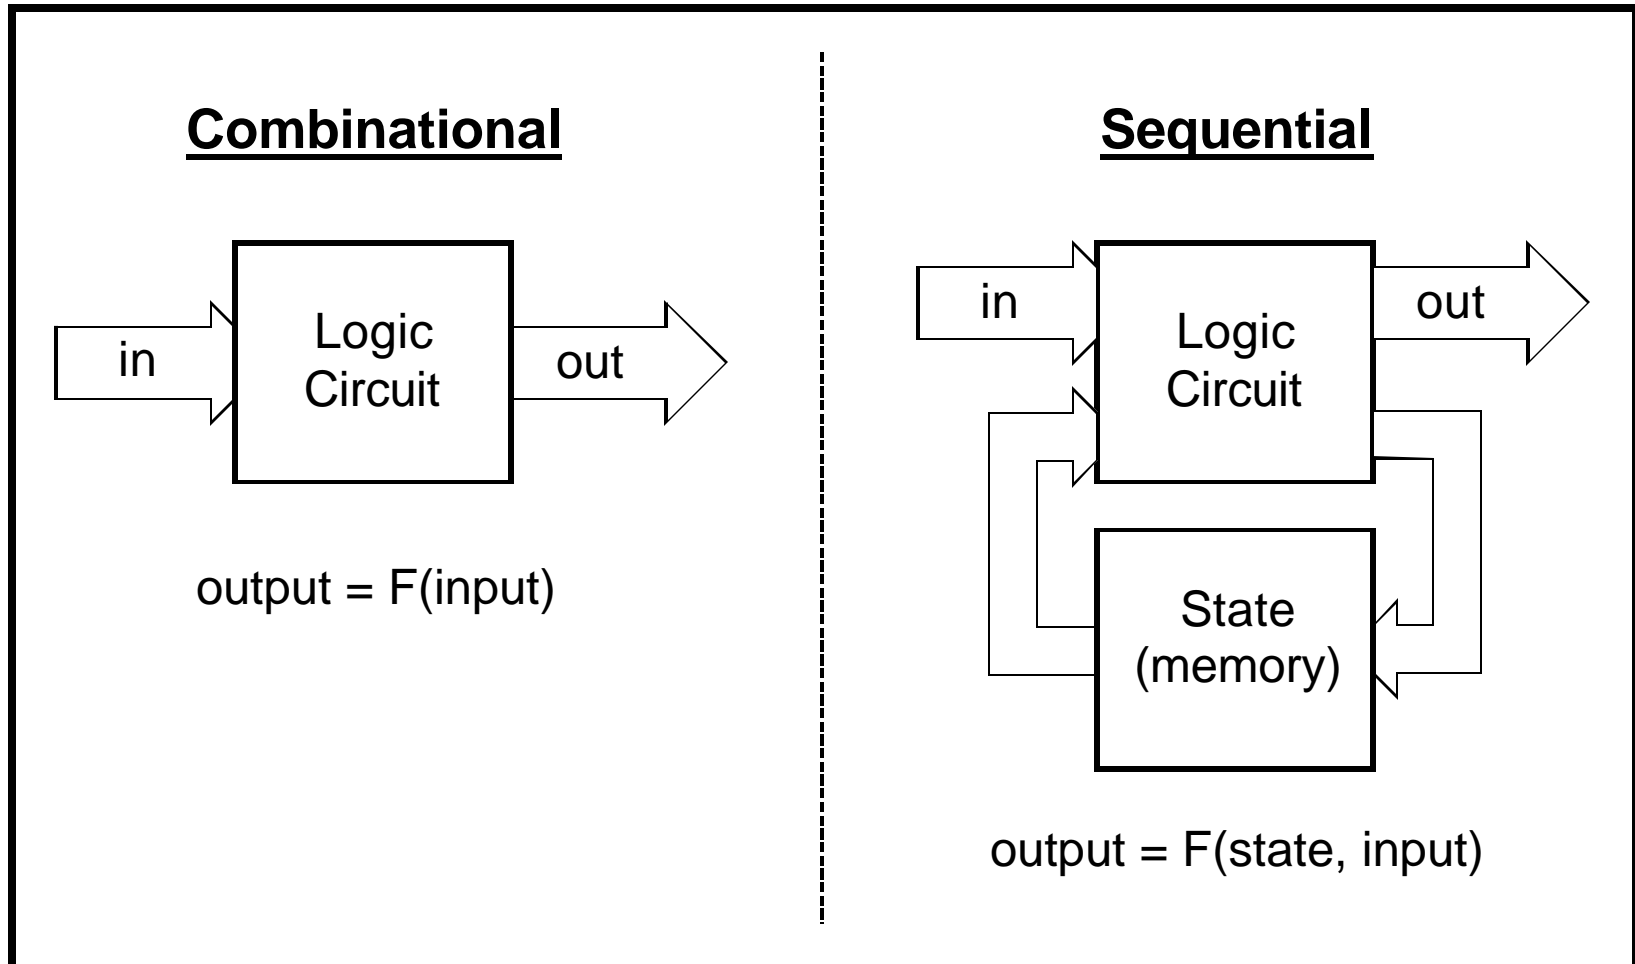 Combinational
in
Logic
Circuit
out
output = F(input)
Sequential
in
Logic
Circuit
out
State
(memory)
output = F(state, input)